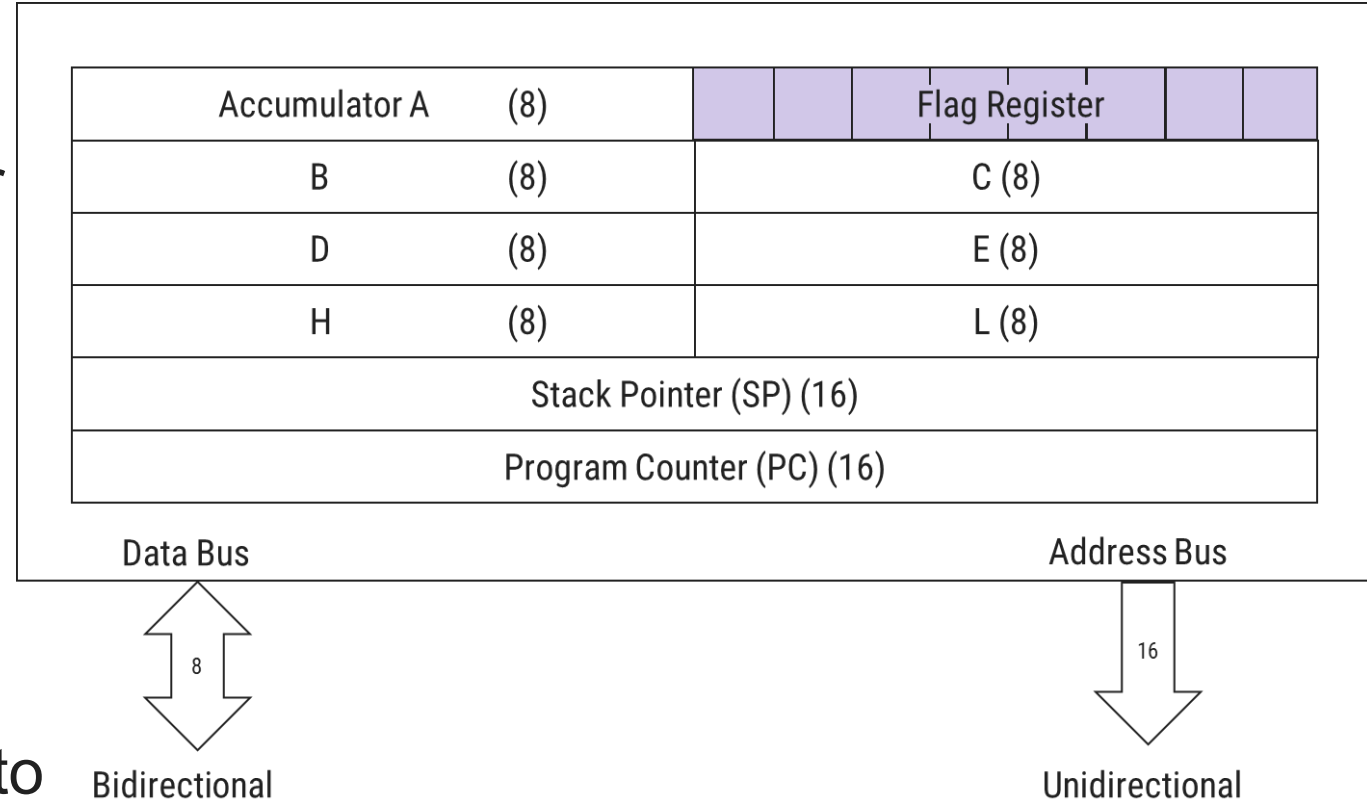 Accumulator A (8) Flag Register
B (8) C (8)
D (8) E (8)
H (8) L (8)
Stack Pointer (SP) (16)
Program Counter (PC) (16)
Data Bus Address Bus
8 16
to Bidirectional Unidirectional